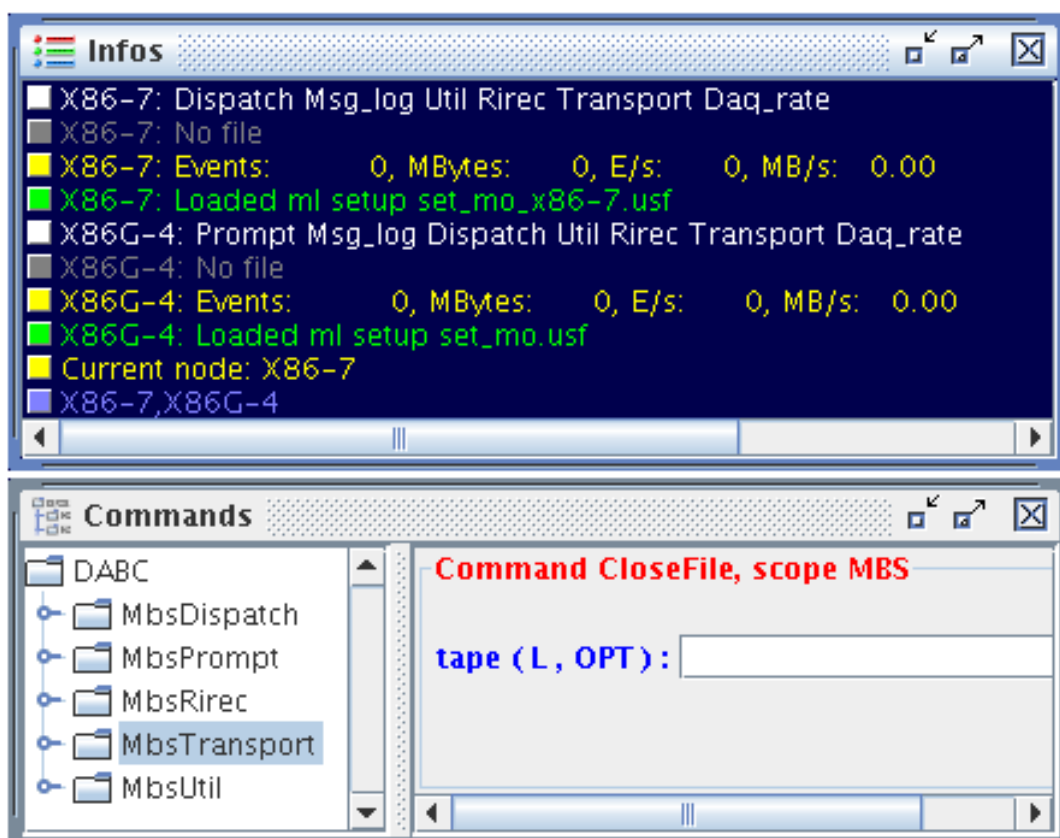 Infos
X86-7: Dispatch Msg_log Util Rirec Transport Daq_rate
X86-7: No file
X86-7: Events: 0, MBytes: 0, E/s: 0, MB/s: 0.00
X86-7: Loaded ml setup set_mo_x86-7.usf
X86G-4: Prompt Msg_log Dispatch Util Rirec Transport Daq_rate
X86G-4: No file
X86G-4: Events: 0, MBytes: 0, E/s: 0, MB/s: 0.00
X86G-4: Loaded ml setup set_mo.usf
Current node: X86-7
X86-7,X86G-4
Commands
DABC
MbsDispatch
MbsPrompt
MbsRirec
MbsTransport
MbsUtil
Command CloseFile, scope MBS
tape ( L , OPT ) :